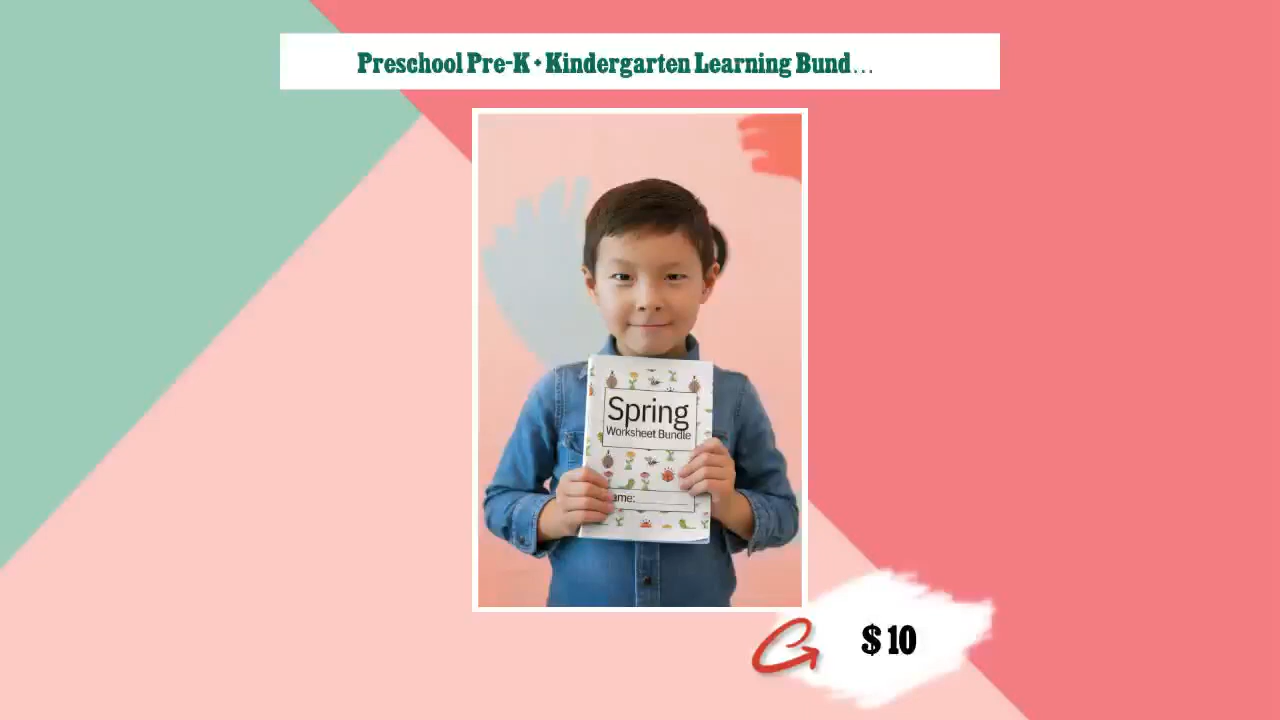 Preschool Pre-K + Kindergarten Learning Bund...
Spring
Worksheet Bundle
ame:
$ 10